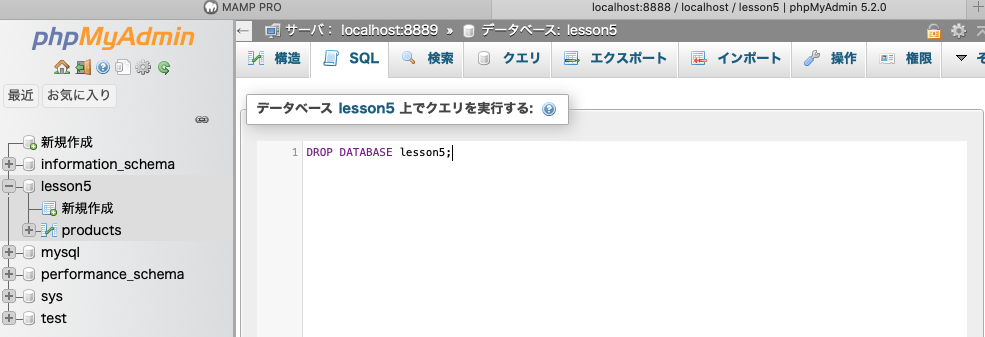 MAMP PRO
localhost:8888 / localhost / lesson5 | phpMyAdmin 5.2.0
phpMyAdmin
最近 お気に入り
新規作成
information_schema
lesson5
新規作成
products
mysql
performance_schema
sys
test
サーバ: localhost:8889 » データベース: lesson5
構造 SQL 検索 クエリ エクスポート インポート 操作 権限
データベース lesson5 上でクエリを実行する:
1 DROP DATABASE lesson5;